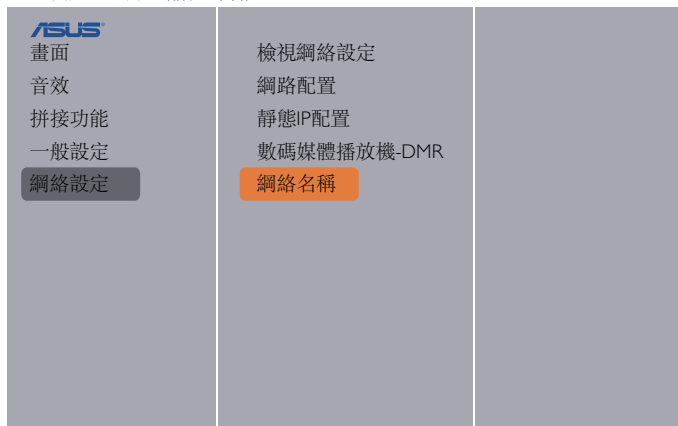 ASUS
畫面
音效
拼接功能
一般設定
網絡設定
檢視網絡設定
網路配置
靜態IP配置
數碼媒體播放機-DMR
網絡名稱